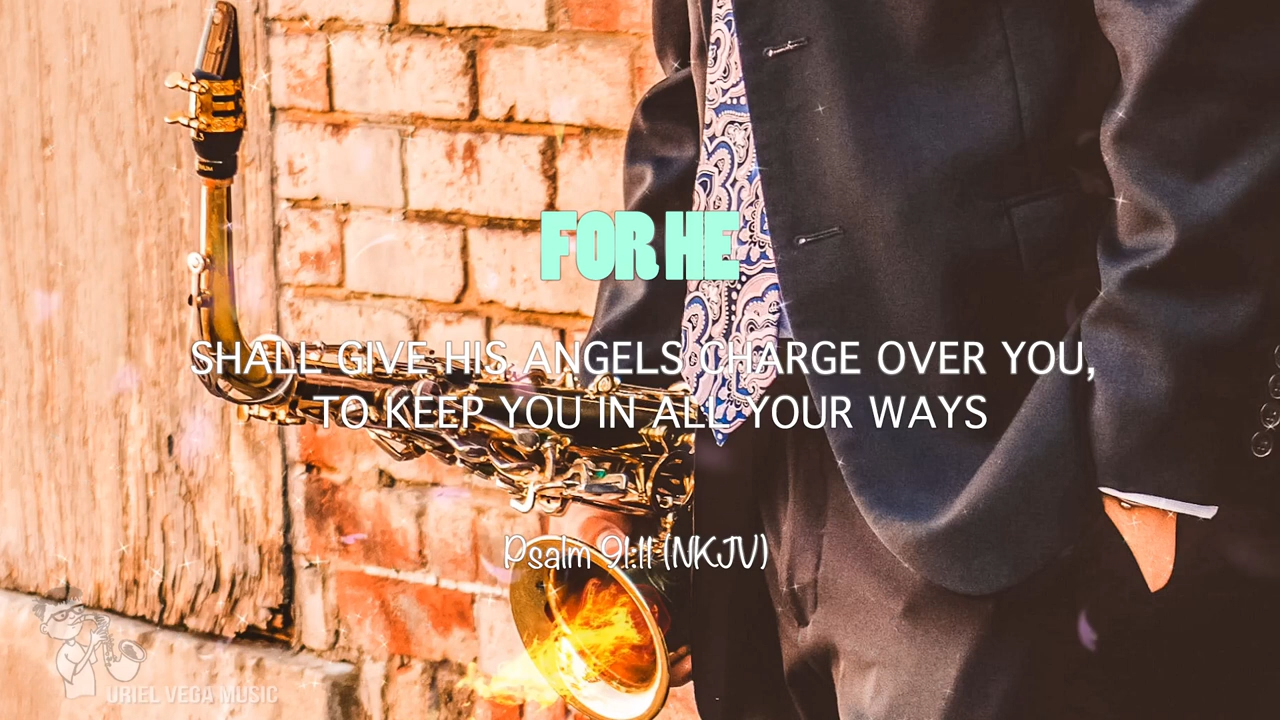 FOR HE
SHALL GIVE HIS ANGELS CHARGE OVER YOU,
TO KEEP YOU IN ALL YOUR WAYS
Psalm 91:11 (NKJV)
URIEL VEGA MUSIC